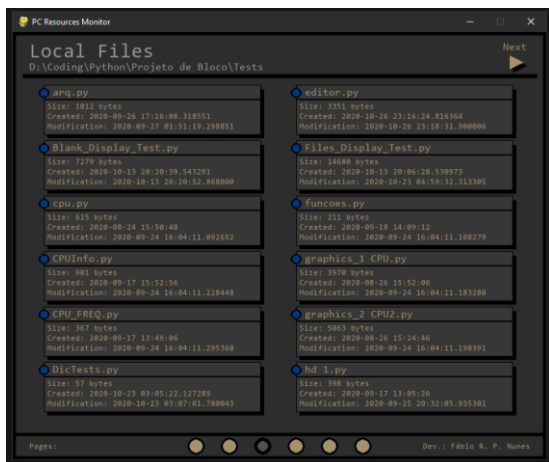 PC Resources Monitor
Local Files
Next
D:\Coding\Python\Projeto de Bloco\Tests
arq.py
Size: 1012 bytes
Created: 2020-09-26 17:16:08.318551
Modification: 2020-09-27 01:51:19.298851
Blank_Display_Test.py
Size: 7279 bytes
Created: 2020-10-13 20:20:39.543291
Modification: 2020-10-13 20:20:52.868000
cpu.py
Size: 615 bytes
Created: 2020-08-24 15:50:48
Modification: 2020-09-24 16:04:11.092652
CPUInfo.py
Size: 901 bytes
Created: 2020-09-17 15:52:56
Modification: 2020-09-24 16:04:11.228448
CPU_FREQ.py
Size: 367 bytes
Created: 2020-09-17 13:49:06
Modification: 2020-09-24 16:04:11.295360
DicTests.py
Size: 57 bytes
Created: 2020-10-23 03:05:22.127289
Modification: 2020-10-23 03:07:01.780043
editor.py
Size: 3351 bytes
Created: 2020-10-26 23:16:24.816364
Modification: 2020-10-26 23:18:31.900006
Files_Display_Test.py
Size: 14680 bytes
Created: 2020-10-13 20:06:28.530973
Modification: 2020-10-23 04:59:32.313305
funcoes.py
Size: 211 bytes
Created: 2020-09-18 14:09:12
Modification: 2020-09-24 16:04:11.108279
graphics_1 CPU.py
Size: 3970 bytes
Created: 2020-08-26 15:52:06
Modification: 2020-09-24 16:04:11.183280
graphics_2 CPU2.py
Size: 5063 bytes
Created: 2020-08-26 15:24:46
Modification: 2020-09-24 16:04:11.198391
hd 1.py
Size: 398 bytes
Created: 2020-09-17 13:05:26
Modification: 2020-09-25 20:32:05.935301
Pages:
Dev.: Fábio R. P. Nunes